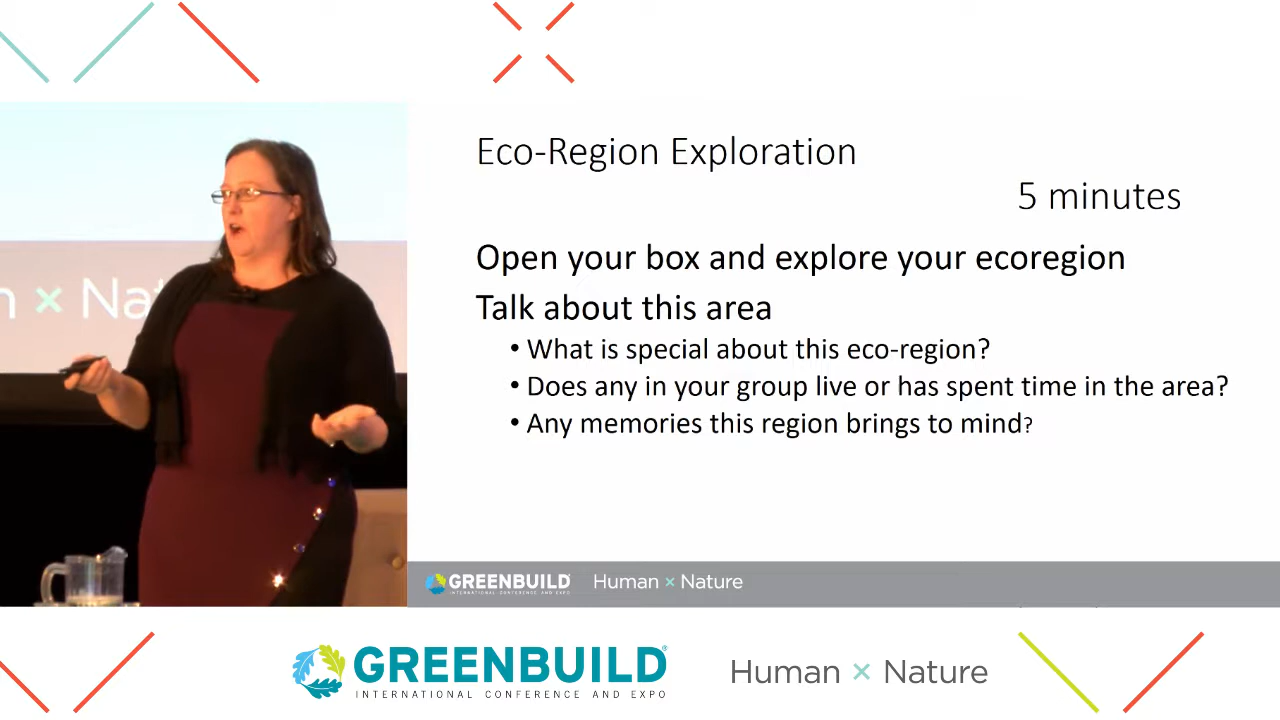 n × Nat
Eco-Region Exploration
5 minutes
Open your box and explore your ecoregion
Talk about this area
• What is special about this eco-region?
• Does any in your group live or has spent time in the area?
• Any memories this region brings to mind?
GREENBUILD
INTERNATIONAL CONFERENCE AND EXPO
Human × Nature
GREENBUILD®
INTERNATIONAL CONFERENCE AND EXPO
Human × Nature